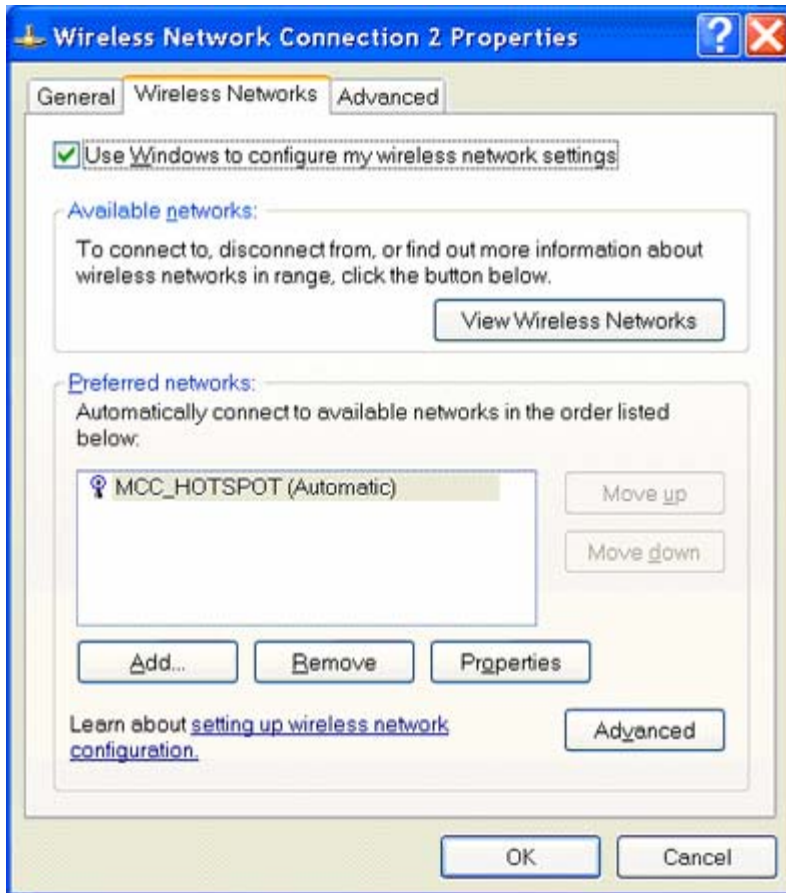 Wireless Network Connection 2 Properties
General Wireless Networks Advanced
Use Windows to configure my wireless network settings
Available networks:
To connect to, disconnect from, or find out more information about
wireless networks in range, click the button below.
View Wireless Networks
Preferred networks:
Automatically connect to available networks in the order listed
below:
MCC_HOTSPOT (Automatic)
Move up
Move down
Add... Remove Properties
Learn about setting up wireless network
configuration.
Advanced
OK Cancel